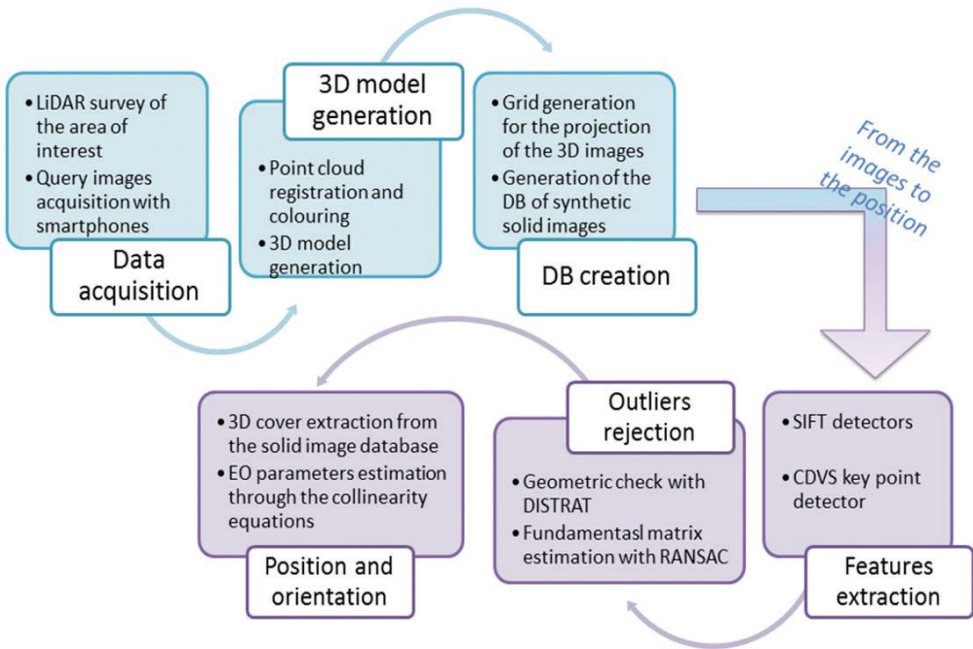 • LiDAR survey of
the area of
interest
• Query images
acquisition with
smartphones
Data
acquisition
3D model
generation
• Point cloud
registration and
colouring
• 3D model
generation
• Grid generation
for the projection
of the 3D images
• Generation of the
DB of synthetic
solid images
DB creation
From the
images to
the position
• SIFT detectors
• CDVS key point
detector
Features
extraction
Outliers
rejection
• Geometric check with
DISTRAT
• Fundamentasl matrix
estimation with RANSAC
• 3D cover extraction from
the solid image database
• EO parameters estimation
through the collinearity
equations
Position and
orientation